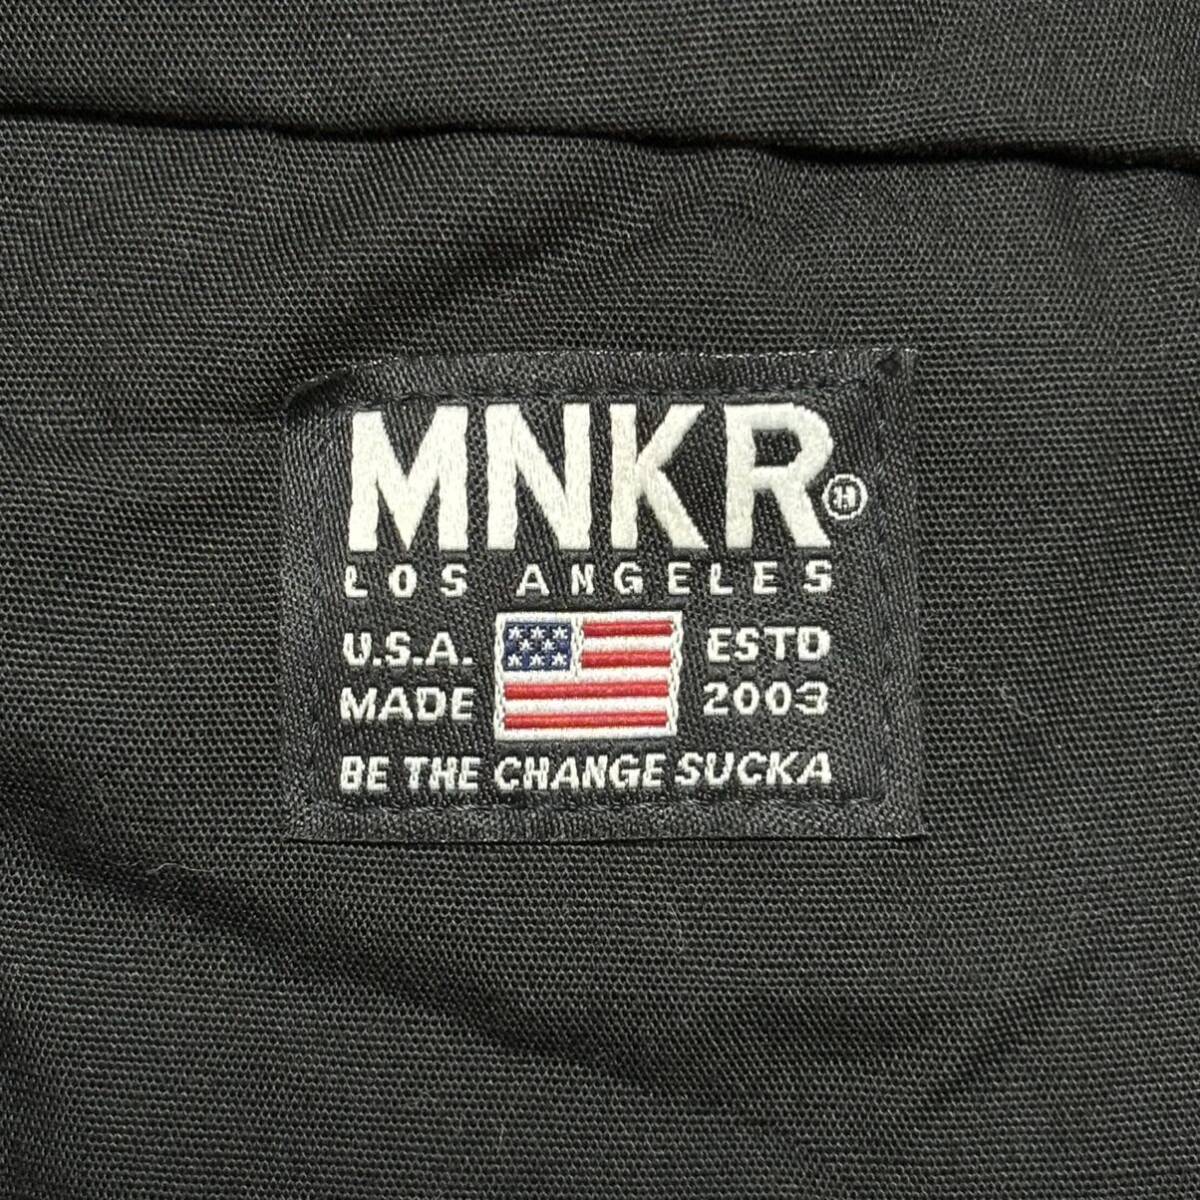 MNKR®
LOS ANGELES
U.S.A. ESTD
MADE 2003
BE THE CHANGE SUCKA